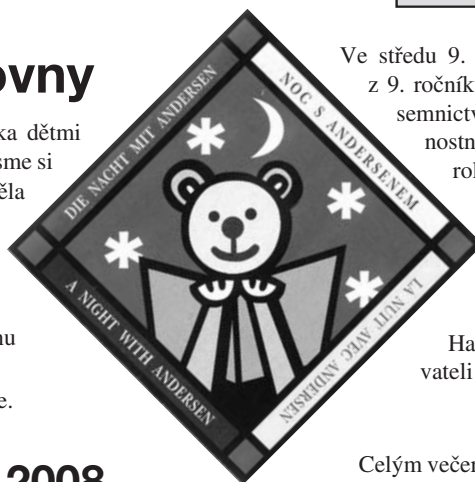 ovny
ka dětmi
sme si
ěla
e.
2008
DIE NACHT MIT ANDERSEN
NOC S ANDERSENEM
A NIGHT WITH ANDERSEN
LA NUIT AVEC ANDERSEN
Ve středu 9.
z 9. ročník
semnictv
nostn
Ha
vateli
Celým večer